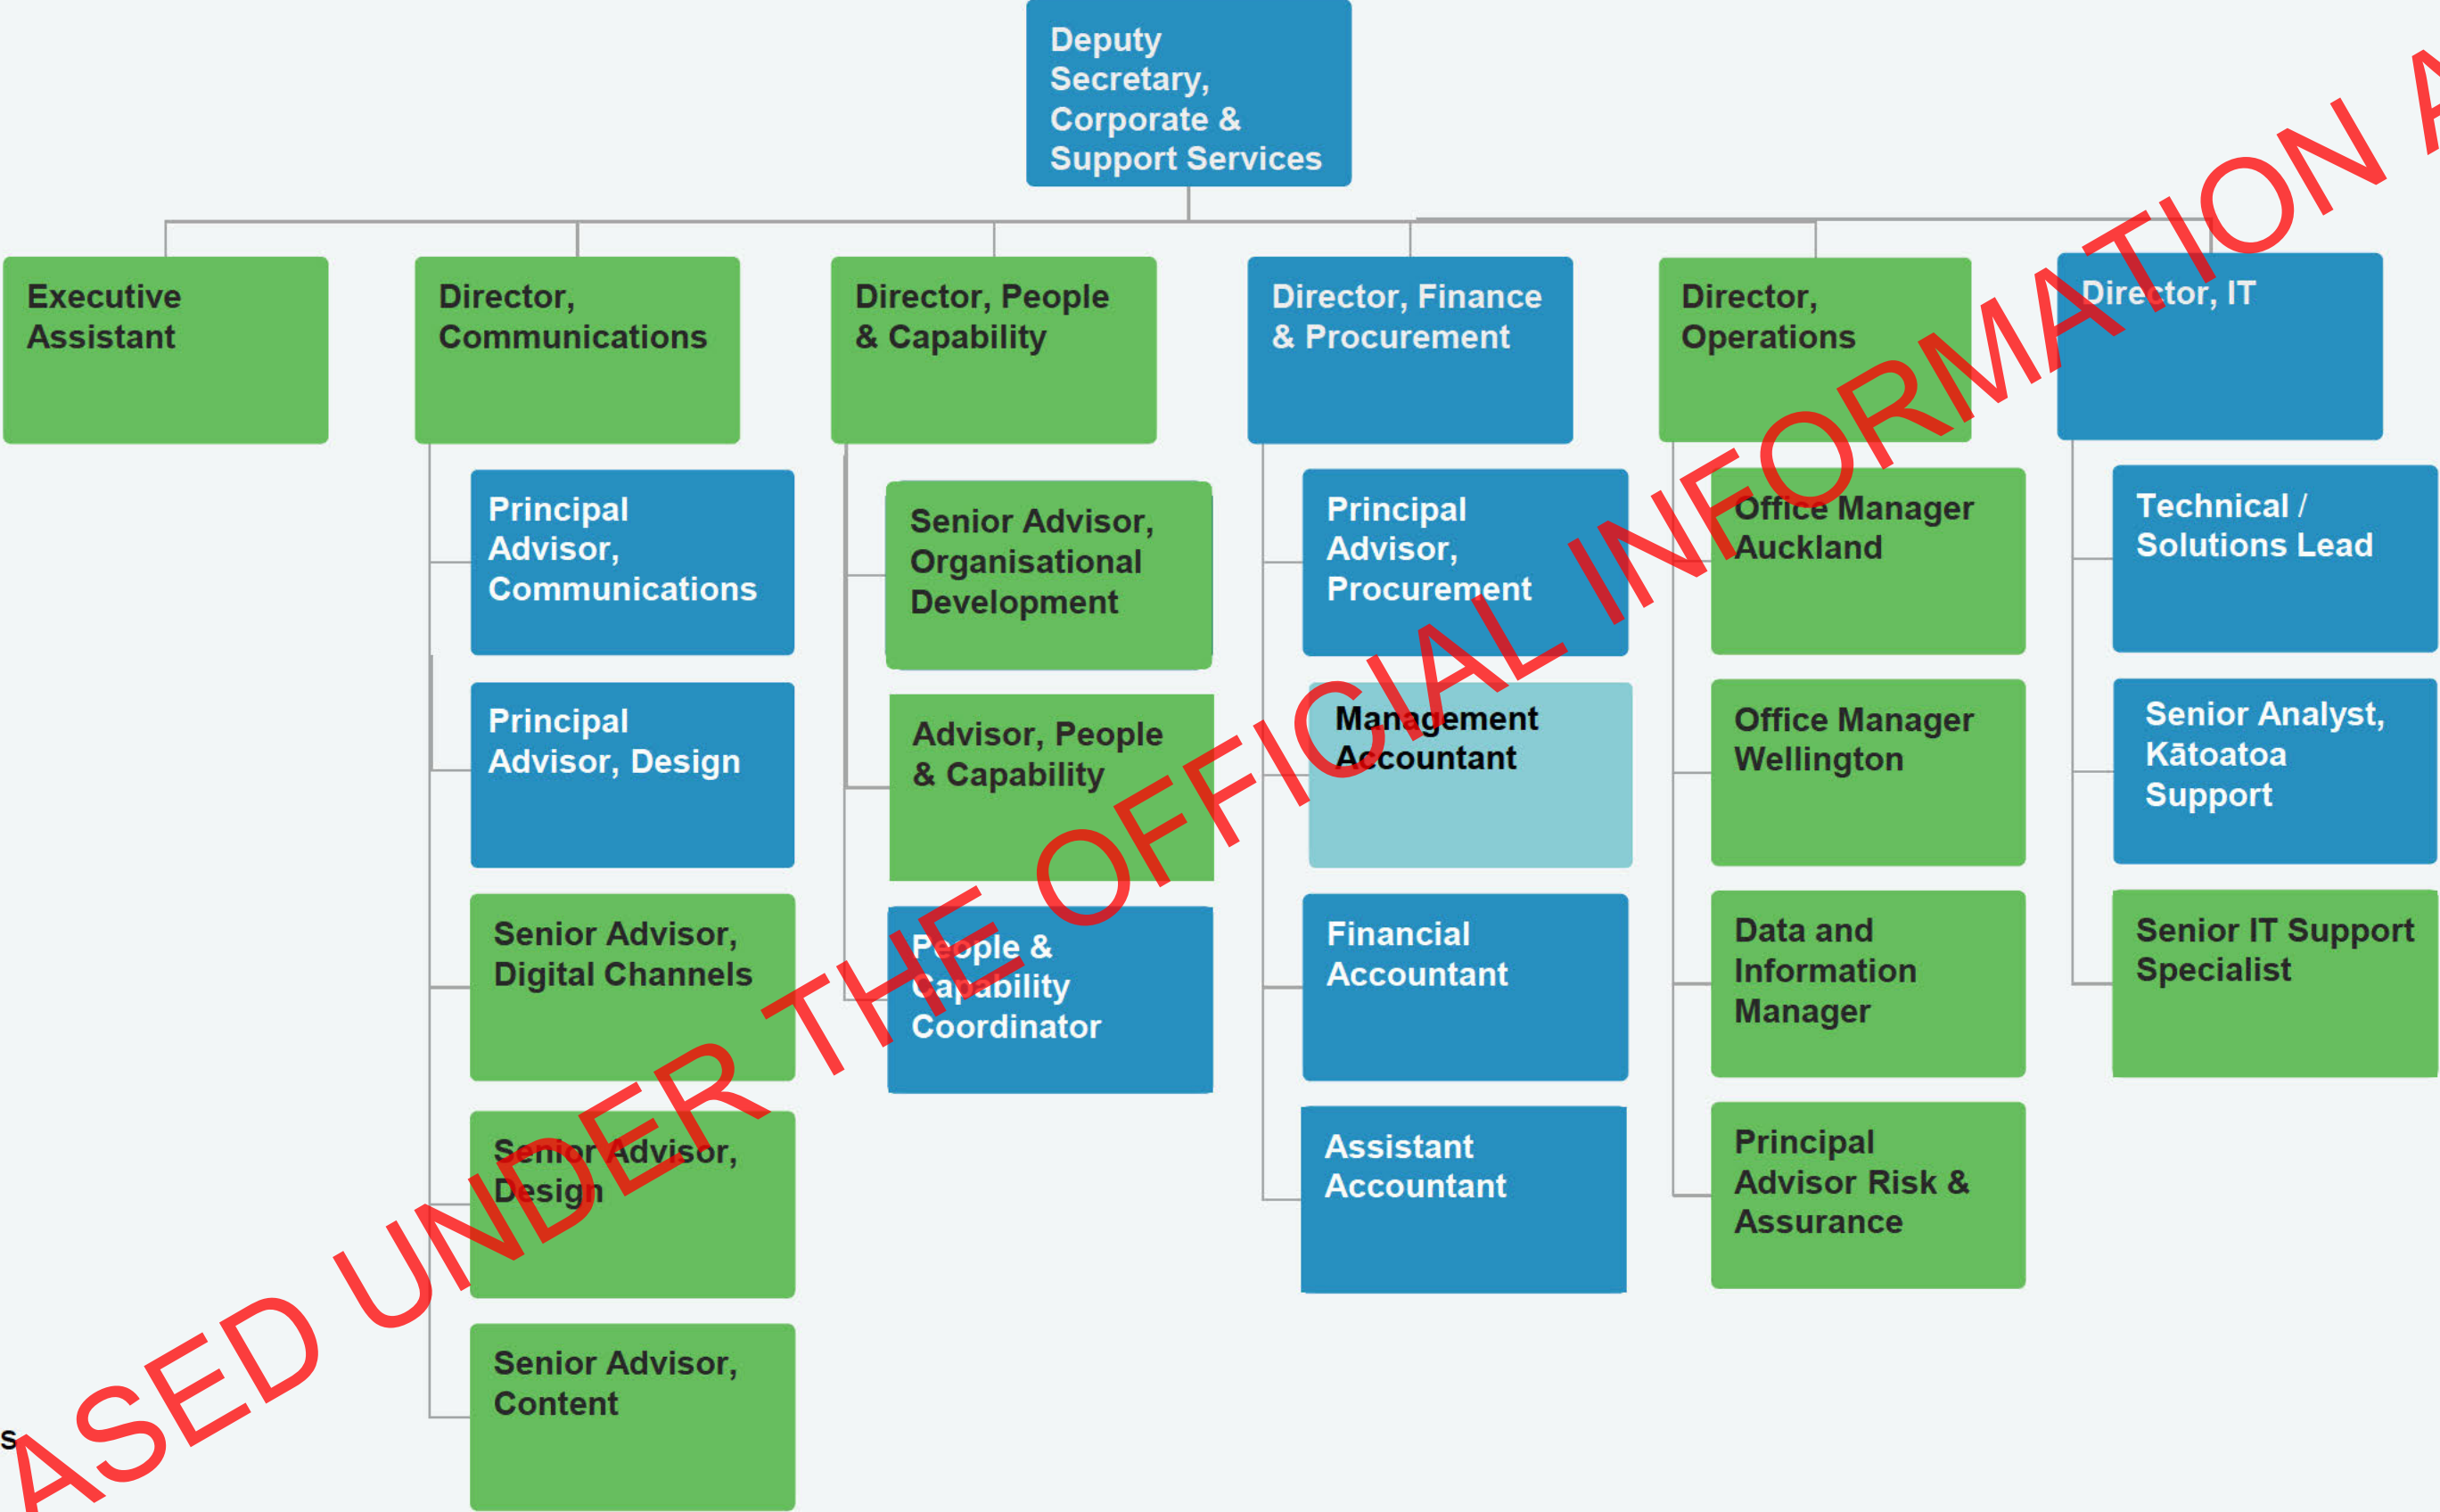 Deputy
Secretary,
Corporate &
Support Services
Executive
Assistant
Director,
Communications
Principal
Advisor,
Communications
Principal
Advisor, Design
Senior Advisor,
Digital Channels
Senior Advisor,
Design
Senior Advisor,
Content
Director, People
& Capability
Senior Advisor,
Organisational
Development
Advisor, People
& Capability
People &
Capability
Coordinator
Director, Finance
& Procurement
Principal
Advisor,
Procurement
Management
Accountant
Financial
Accountant
Assistant
Accountant
Director,
Operations
Office Manager
Auckland
Office Manager
Wellington
Data and
Information
Manager
Principal
Advisor Risk &
Assurance
Director, IT
Technical /
Solutions Lead
Senior Analyst,
Kātoatoa
Support
Senior IT Support
Specialist
s
ASED UNDER THE OFFICIAL INFORMATION A